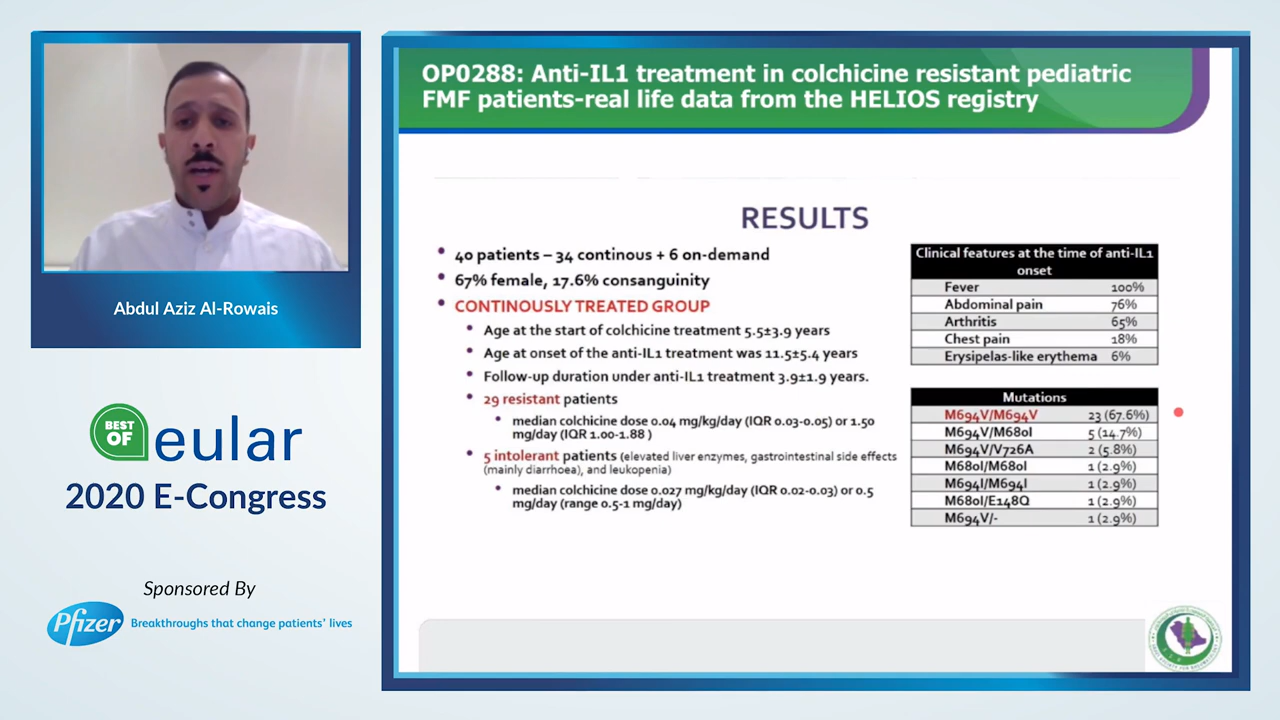 OP0288: Anti-IL1 treatment in colchicine resistant pediatric
FMF patients-real life data from the HELIOS registry
Abdul Aziz Al-Rowais
BEST
OF
eular
2020 E-Congress
Sponsored By
Pfizer
Breakthroughs that change patients' lives
RESULTS
• 40 patients – 34 continous + 6 on-demand
• 67% female, 17.6% consanguinity
• CONTINOUSLY TREATED GROUP
• Age at the start of colchicine treatment 5.5±3.9 years
• Age at onset of the anti-IL1 treatment was 11.5±5.4 years
• Follow-up duration under anti-IL1 treatment 3.9±1.9 years.
• 29 resistant patients
• median colchicine dose 0.04 mg/kg/day (IQR 0.03-0.05) or 1.50
mg/day (IQR 1.00-1.88 )
• 5 intolerant patients (elevated liver enzymes, gastrointestinal side effects
(mainly diarrhoea), and leukopenia)
• median colchicine dose 0.027 mg/kg/day (IQR 0.02-0.03) or 0.5
mg/day (range 0.5-1 mg/day)
Clinical features at the time of anti-IL1
onset
Fever 100%
Abdominal pain 76%
Arthritis 65%
Chest pain 18%
Erysipelas-like erythema 6%
Mutations
M694V/M694V 23 (67.6%)
M694V/M680I 5 (14.7%)
M694V/V726A 2 (5.8%)
M680I/M680I 1 (2.9%)
M694I/M694I 1 (2.9%)
M680I/E148Q 1 (2.9%)
M694V/- 1 (2.9%)